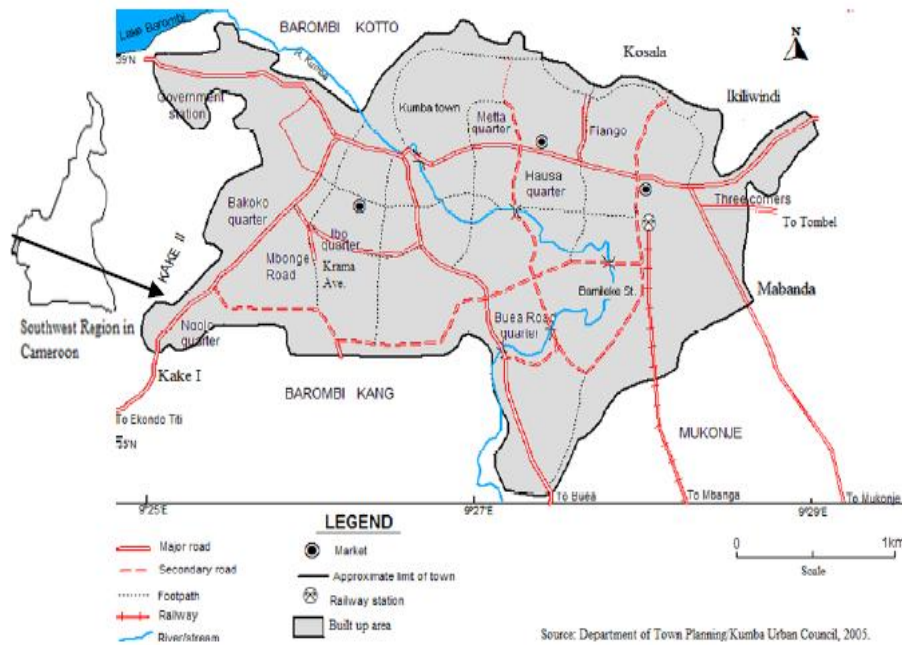 Lake Barombi
BAROMBI KOTTO
R. Kumba
Kosala
N
39'N
Government
station
Kumba town
Metta
quarter
Fiango
Ikiliwindi
Hausa
quarter
Three corners
To Tombel
Bakoko
quarter
Ibo
quarter
Mbonge
Road
Krama
Ave.
KAKE II
Bamileke St.
Mabanda
Buea Road
quarter
Southwest Region in
Cameroon
Ngolo
quarter
Kake I
BAROMBI KANG
To Ekondo Titi
MUKONJE
To Buea
To Mbanga
To Mukonje
9°25'E
9°27'E
9°29'E
LEGEND
Major road
Secondary road
Footpath
Railway
River/stream
Market
Approximate limit of town
Railway station
Built up area
0
1km
Scale
Source: Department of Town Planning/Kumba Urban Council, 2005.